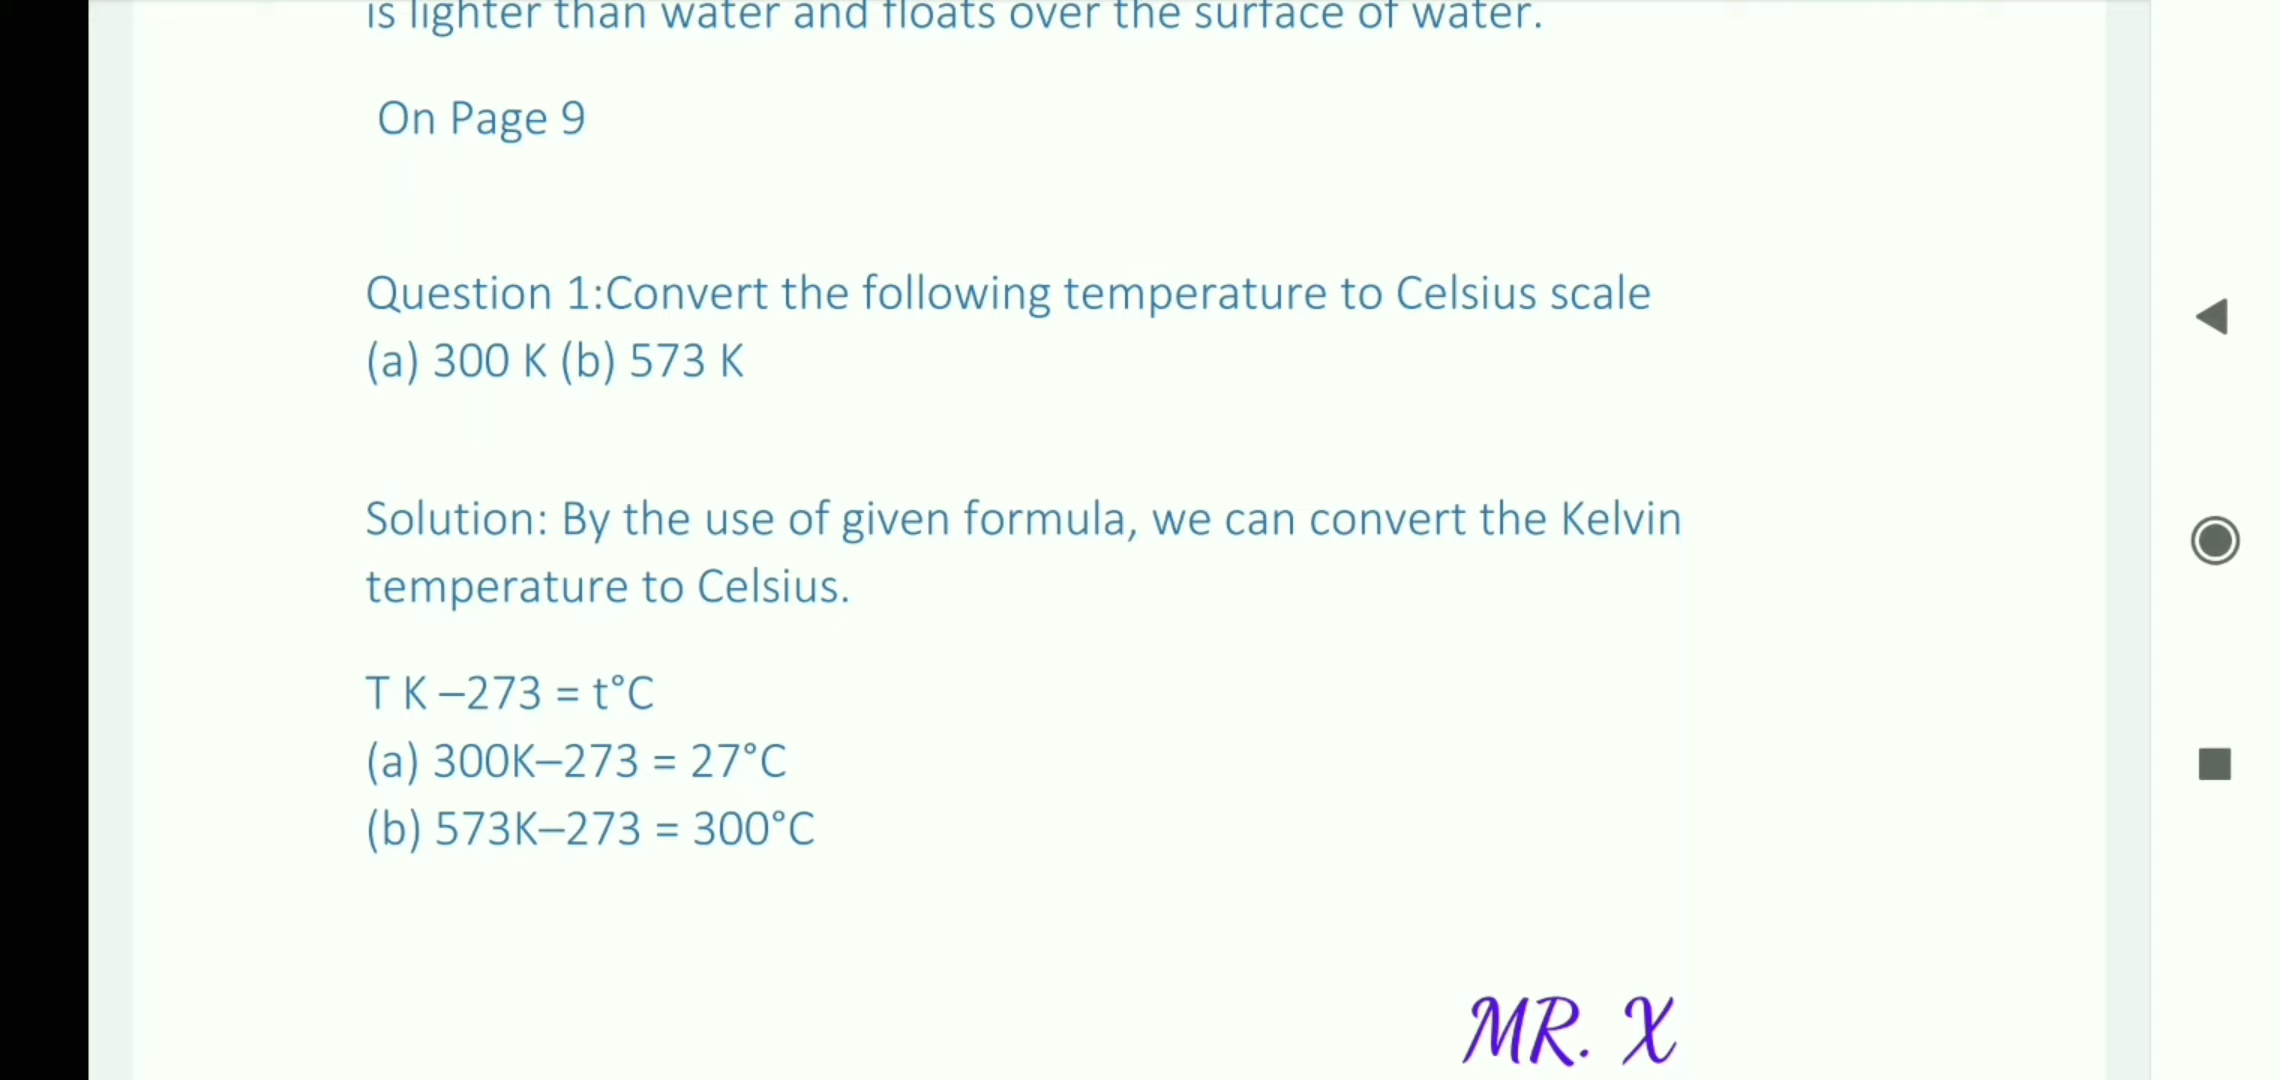 is lighter than water and floats over the surface of water.
On Page 9
Question 1:Convert the following temperature to Celsius scale
(a) 300 K (b) 573 K
Solution: By the use of given formula, we can convert the Kelvin
temperature to Celsius.
T K –273 = t°C
(a) 300K–273 = 27°C
(b) 573K–273 = 300°C
MR. X